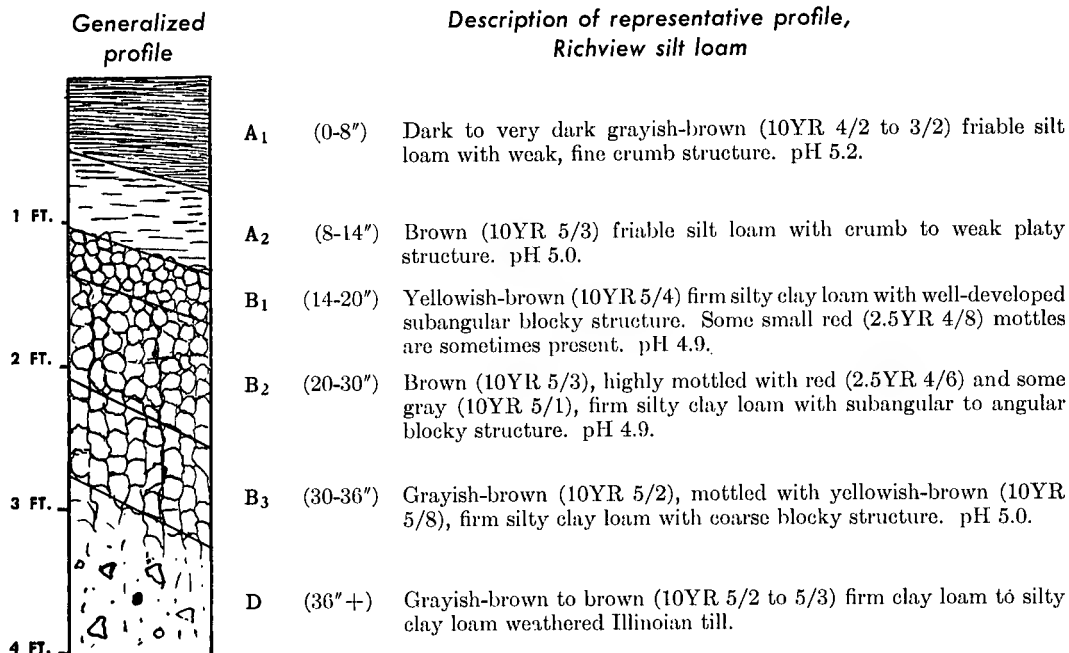 Generalized profile
Description of representative profile,
Richview silt loam
A1 (0-8″) Dark to very dark grayish-brown (10YR 4/2 to 3/2) friable silt
loam with weak, fine crumb structure. pH 5.2.
1 FT.
A2 (8-14″) Brown (10YR 5/3) friable silt loam with crumb to weak platy
structure. pH 5.0.
B1 (14-20″) Yellowish-brown (10YR 5/4) firm silty clay loam with well-developed
subangular blocky structure. Some small red (2.5YR 4/8) mottles
are sometimes present. pH 4.9.
2 FT.
B2 (20-30″) Brown (10YR 5/3), highly mottled with red (2.5YR 4/6) and some
gray (10YR 5/1), firm silty clay loam with subangular to angular
blocky structure. pH 4.9.
B3 (30-36″) Grayish-brown (10YR 5/2), mottled with yellowish-brown (10YR
5/8), firm silty clay loam with coarse blocky structure. pH 5.0.
3 FT.
D (36″+) Grayish-brown to brown (10YR 5/2 to 5/3) firm clay loam to silty
clay loam weathered Illinoian till.
4 FT.